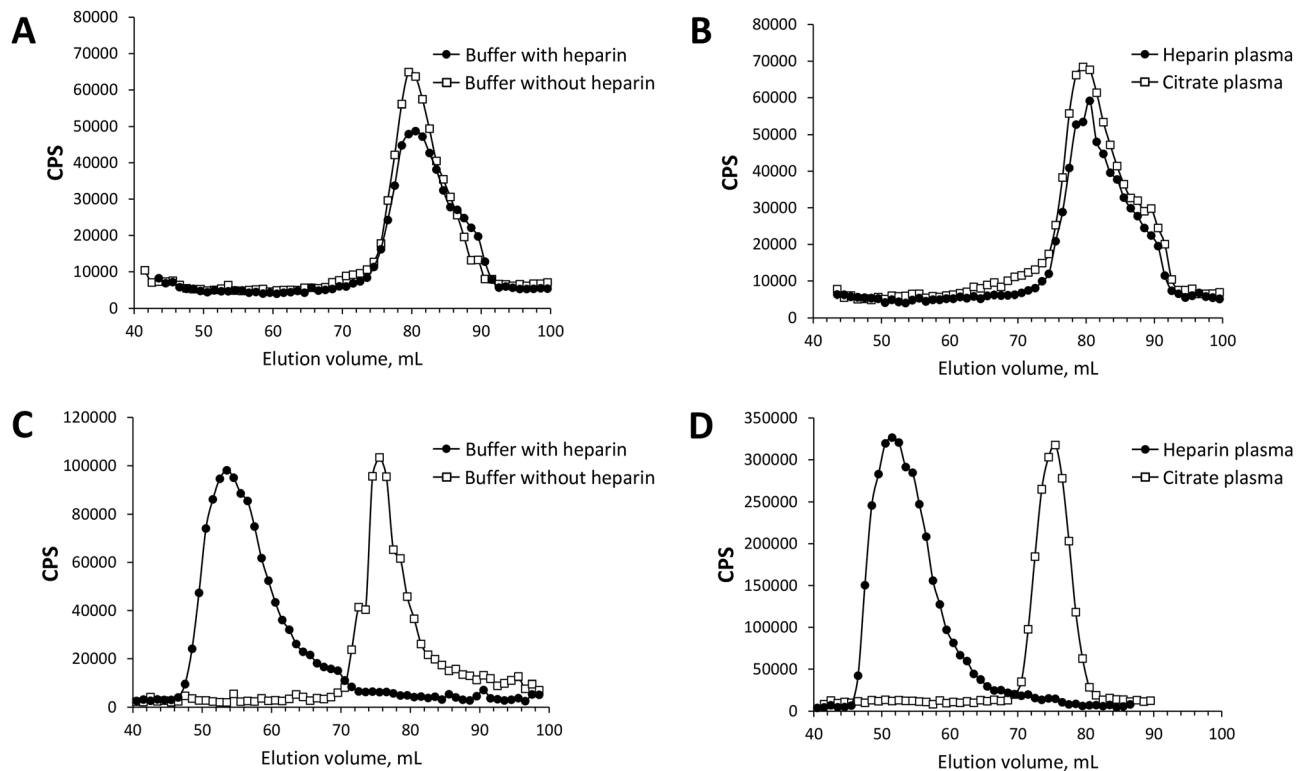 A
80000
70000
60000
50000
40000
30000
20000
10000
0
CPS
40 50 60 70 80 90 100
Elution volume, mL
Buffer with heparin
Buffer without heparin
B
80000
70000
60000
50000
40000
30000
20000
10000
0
CPS
40 50 60 70 80 90 100
Elution volume, mL
Heparin plasma
Citrate plasma
C
120000
100000
80000
60000
40000
20000
0
CPS
40 50 60 70 80 90 100
Elution volume, mL
Buffer with heparin
Buffer without heparin
D
350000
300000
250000
200000
150000
100000
50000
0
CPS
40 50 60 70 80 90 100
Elution volume, mL
Heparin plasma
Citrate plasma